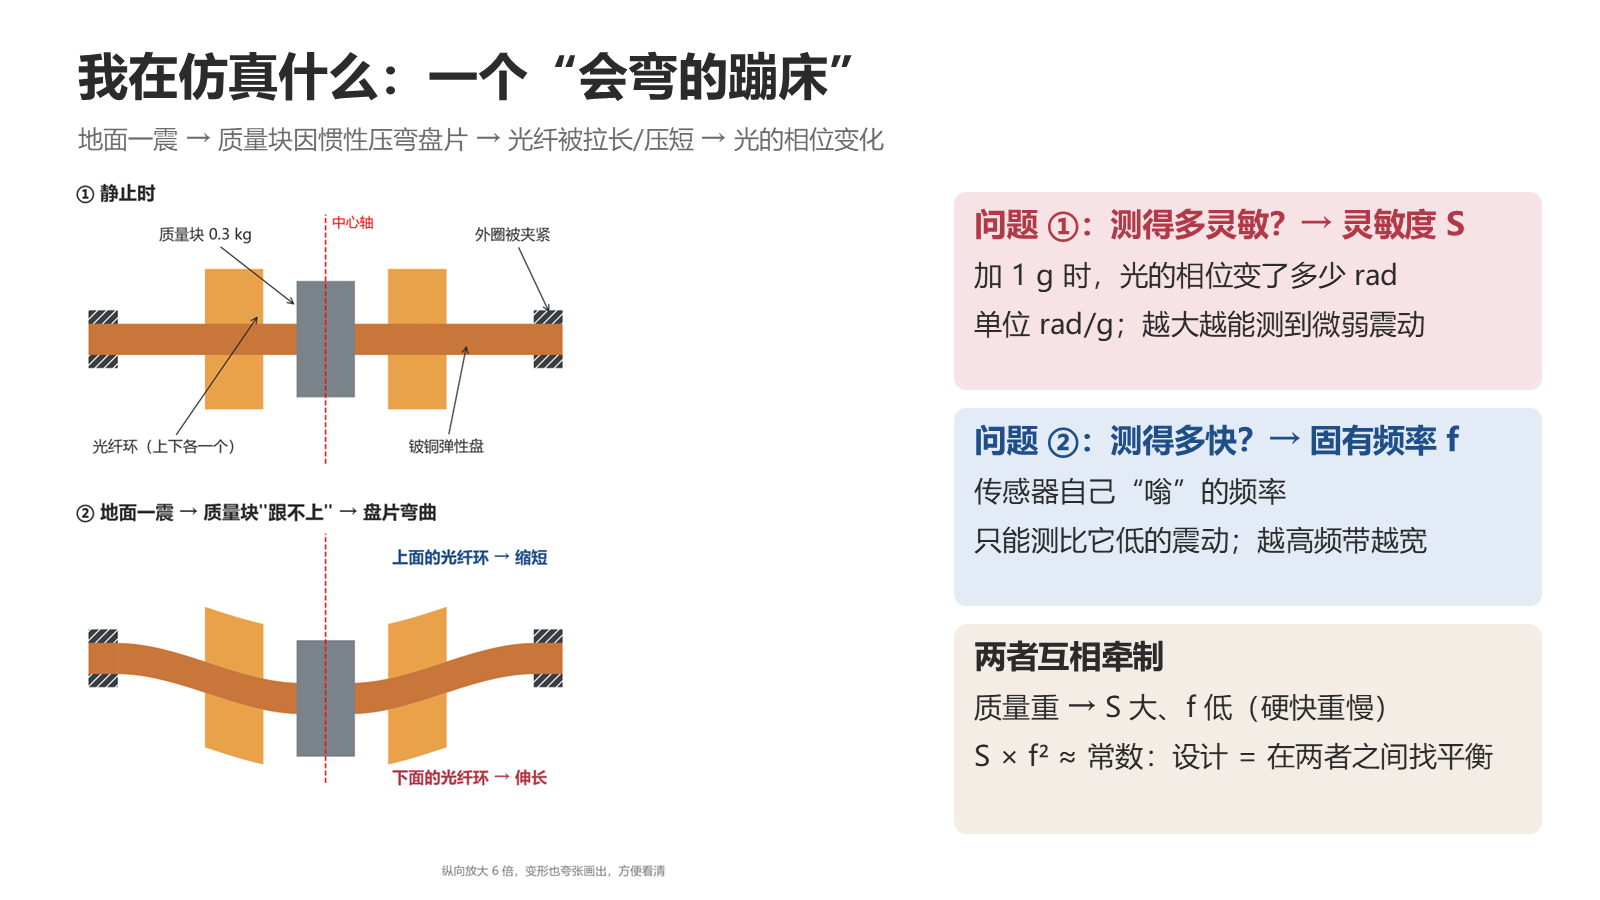 我在仿真什么：一个“会弯的蹦床”
地面一震 → 质量块因惯性压弯盘片 → 光纤被拉长/压短 → 光的相位变化
① 静止时
中心轴
质量块 0.3 kg
外圈被夹紧
光纤环（上下各一个）
铍铜弹性盘
② 地面一震 → 质量块"跟不上" → 盘片弯曲
上面的光纤环 → 缩短
下面的光纤环 → 伸长
纵向放大 6 倍，变形也夸张画出，方便看清
问题 ①：测得多灵敏？→ 灵敏度 S
加 1 g 时，光的相位变了多少 rad
单位 rad/g；越大越能测到微弱震动
问题 ②：测得多快？→ 固有频率 f
传感器自己“嗡”的频率
只能测比它低的震动；越高频带越宽
两者互相牵制
质量重 → S 大、f 低（硬快重慢）
S × f² ≈ 常数：设计 = 在两者之间找平衡